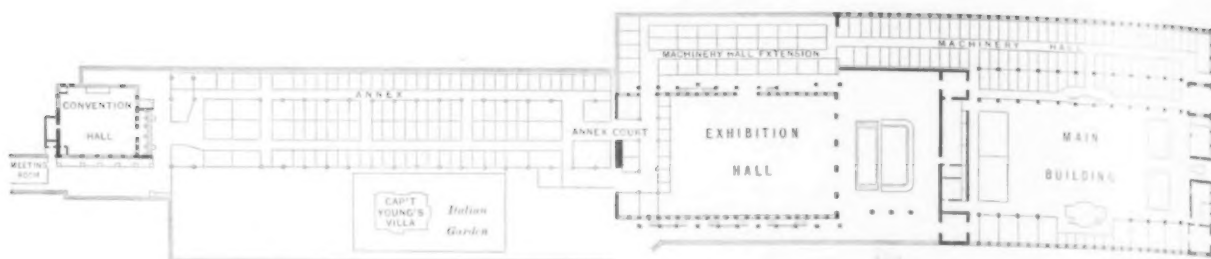 CONVENTION
HALL
MEETING
ROOM
ANNEX
CAP'T
YOUNG'S
VILLA
Italian
Garden
ANNEX COURT
MACHINERY HALL EXTENSION
EXHIBITION
HALL
MACHINERY HALL
MAIN
BUILDING